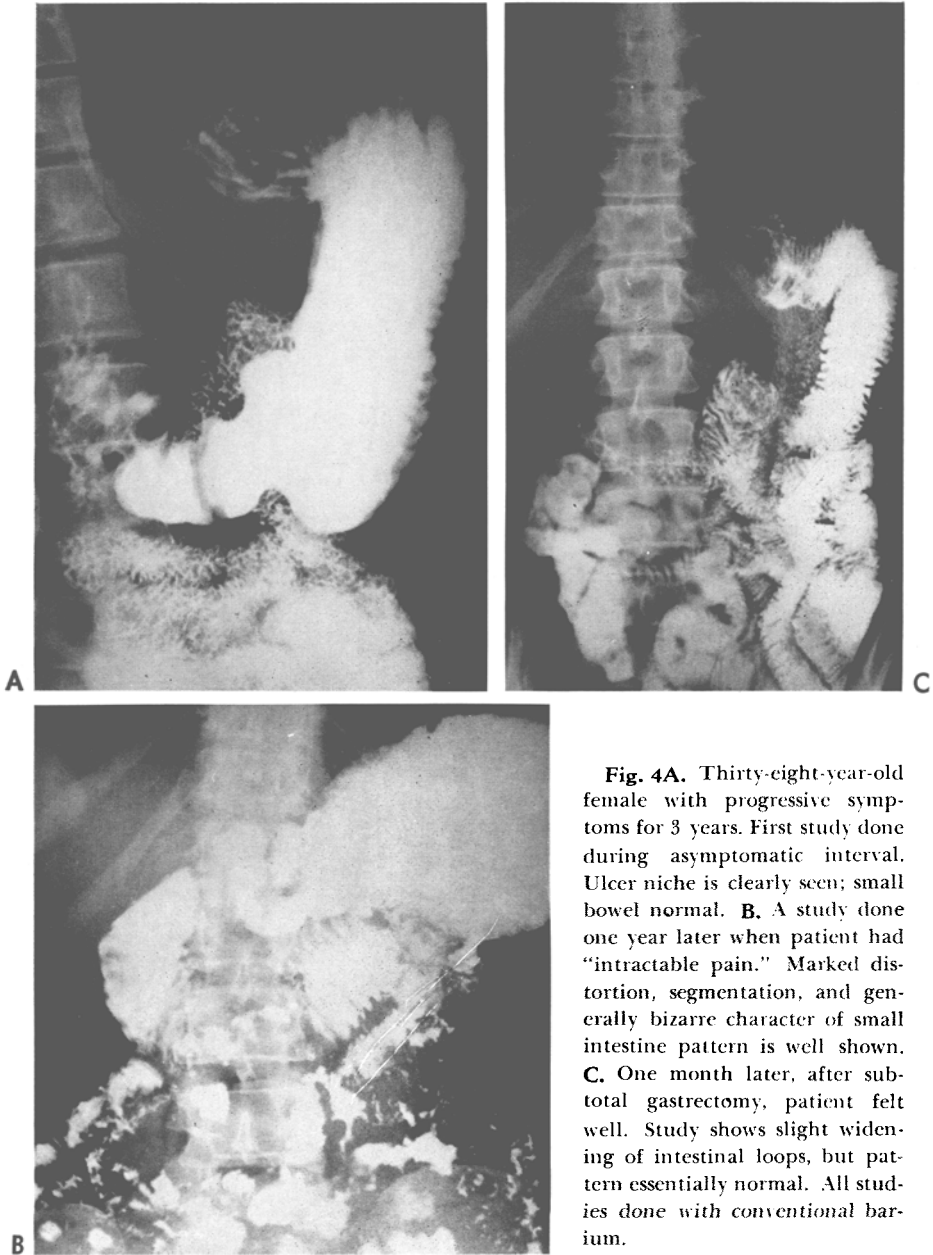 A
C
B
Fig. 4A. Thirty-eight-year-old
female with progressive symp-
toms for 3 years. First study done
during asymptomatic interval.
Ulcer niche is clearly seen; small
bowel normal. B. A study done
one year later when patient had
"intractable pain." Marked dis-
tortion, segmentation, and gen-
erally bizarre character of small
intestine pattern is well shown.
C. One month later, after sub-
total gastrectomy, patient felt
well. Study shows slight widen-
ing of intestinal loops, but pat-
tern essentially normal. All stud-
ies done with conventional bar-
ium.